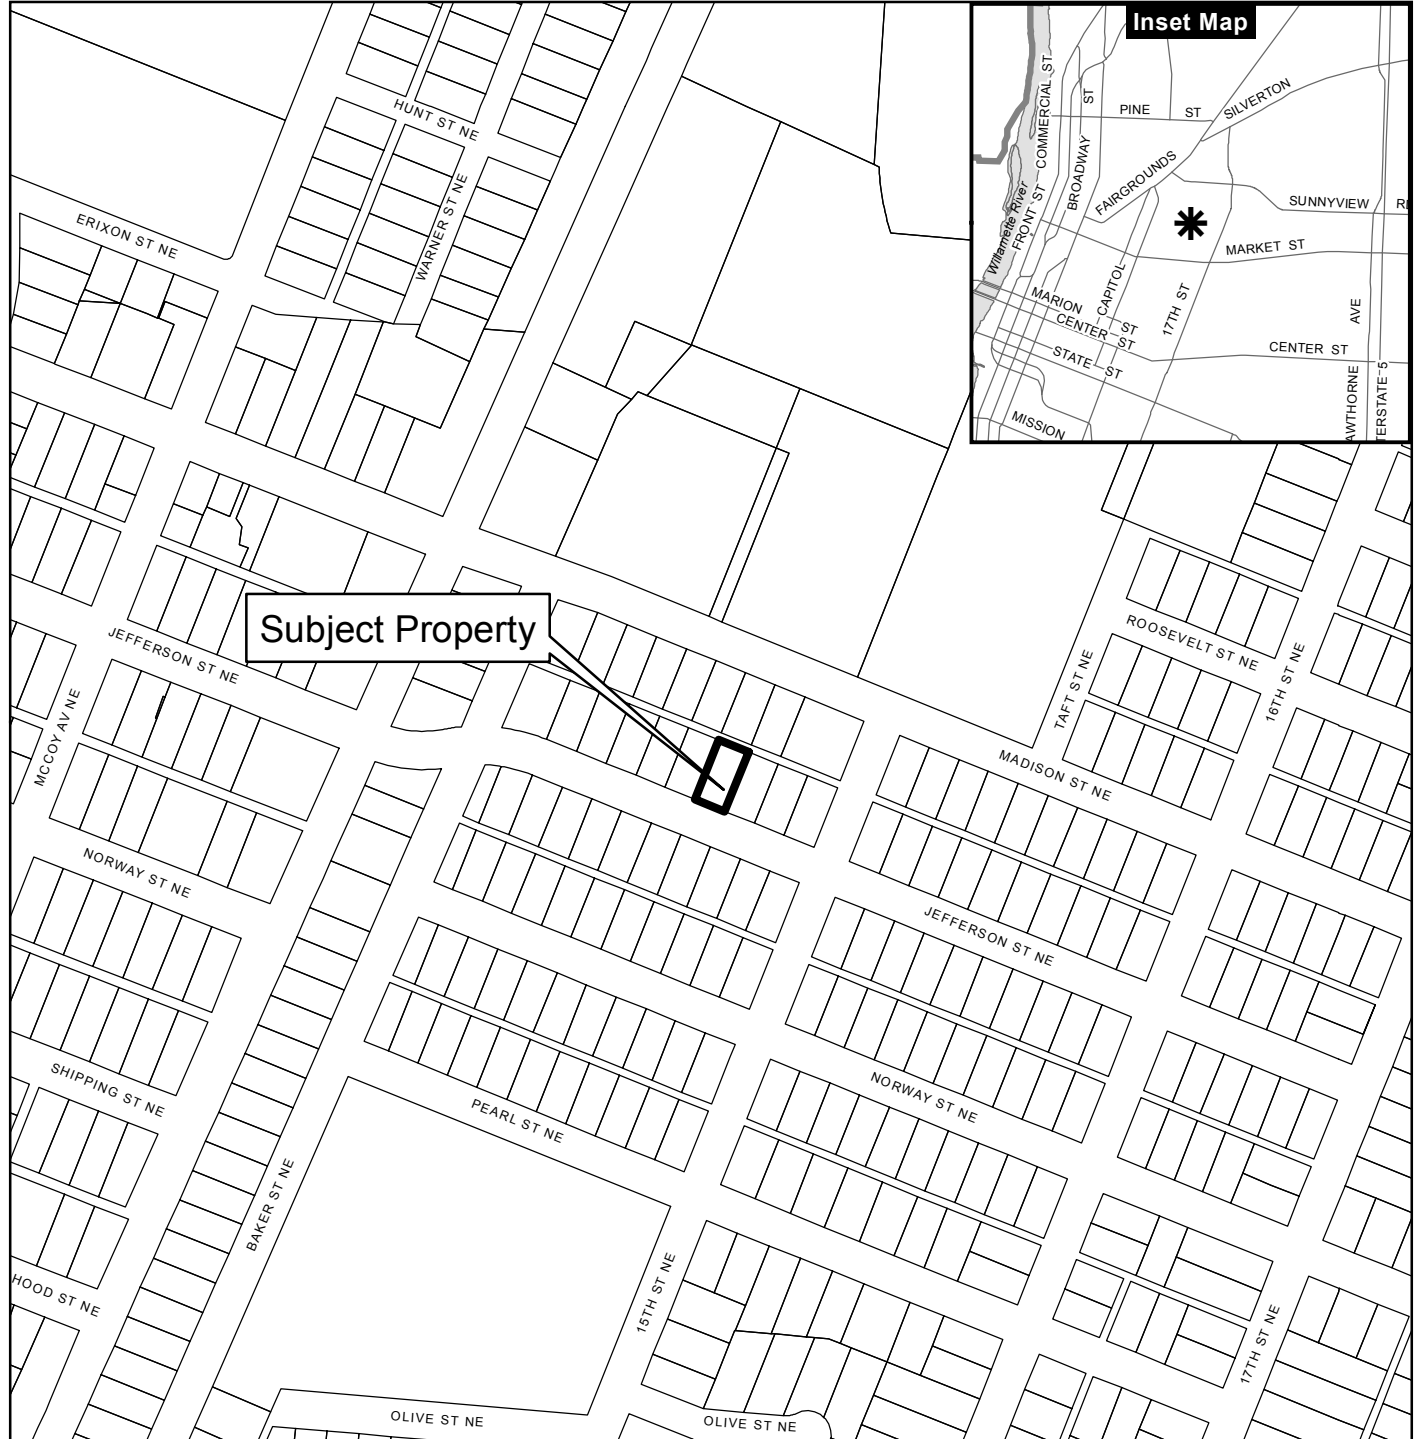 Inset Map
COMMERCIAL ST
ST
PINE ST
SILVERTON
BROADWAY
FAIRGROUNDS
SUNNYVIEW
Willamette River
FRONT ST
MARKET ST
CAPITOL
17TH ST
MARION ST
CENTER ST
STATE ST
CENTER ST
AVE
MISSION
AWTHORNE
TERSTATE 5
HUNT ST NE
WARNER ST NE
ERIXON ST NE
Subject Property
JEFFERSON ST NE
ROOSEVELT ST NE
TAFT ST NE
16TH ST NE
MCCOY AV NE
MADISON ST NE
NORWAY ST NE
JEFFERSON ST NE
SHIPPING ST NE
PEARL ST NE
NORWAY ST NE
BAKER ST NE
HOOD ST NE
15TH ST NE
17TH ST NE
OLIVE ST NE
OLIVE ST NE